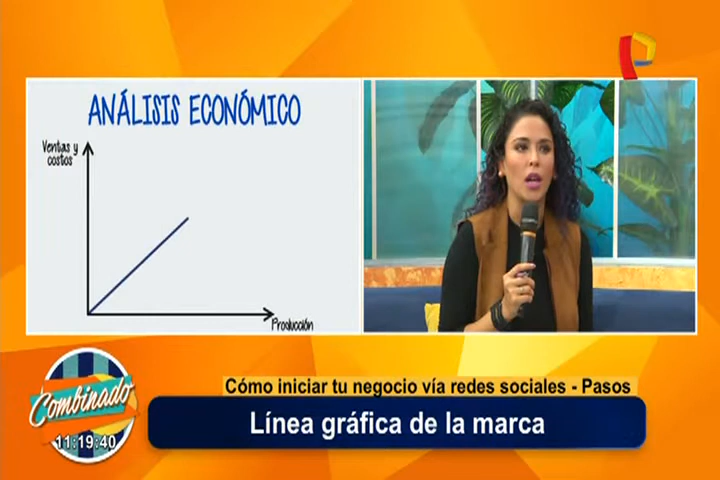 ANÁLISIS ECONÓMICO
Ventas y
costos
Producción
Cómo iniciar tu negocio vía redes sociales - Pasos
Línea gráfica de la marca
Combinado
11:19:40